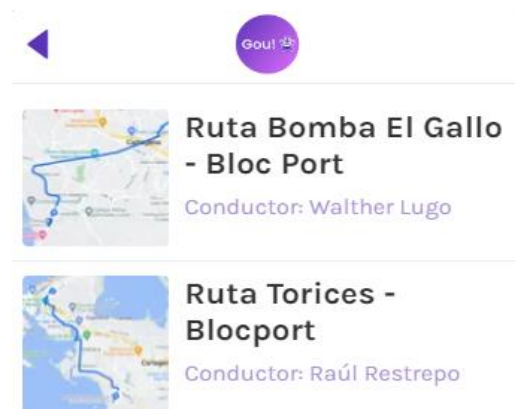 Gou!
Ruta Bomba El Gallo
- Bloc Port
Conductor: Walther Lugo
Ruta Torices -
Blocport
Conductor: Raúl Restrepo